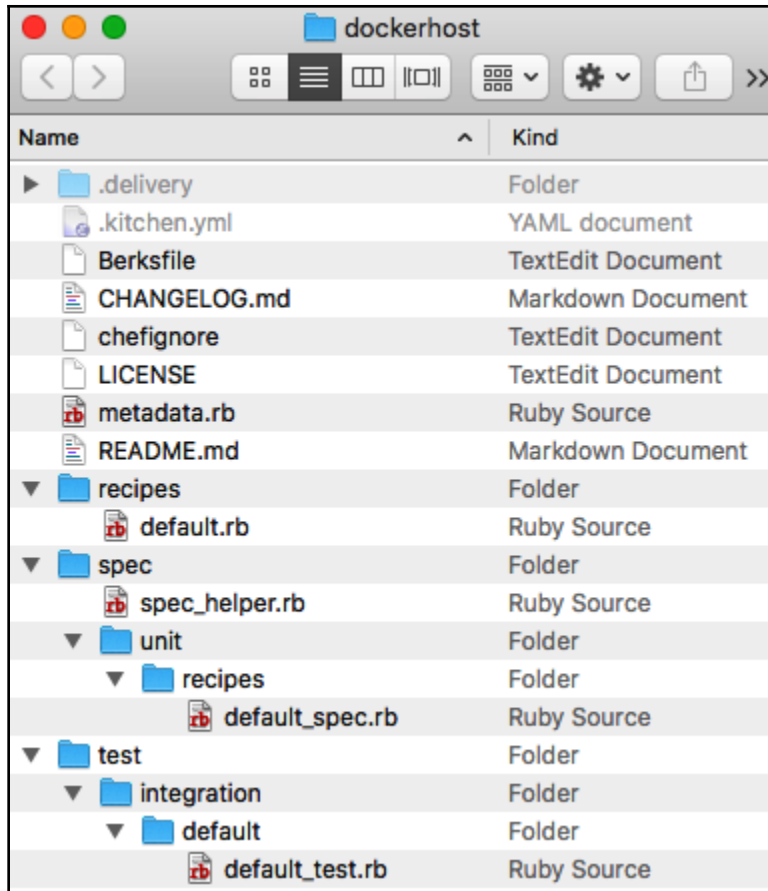 dockerhost
Name Kind
.delivery Folder
.kitchen.yml YAML document
Berksfile TextEdit Document
CHANGELOG.md Markdown Document
chefignore TextEdit Document
LICENSE TextEdit Document
metadata.rb Ruby Source
README.md Markdown Document
recipes Folder
default.rb Ruby Source
spec Folder
spec_helper.rb Ruby Source
unit Folder
recipes Folder
default_spec.rb Ruby Source
test Folder
integration Folder
default Folder
default_test.rb Ruby Source